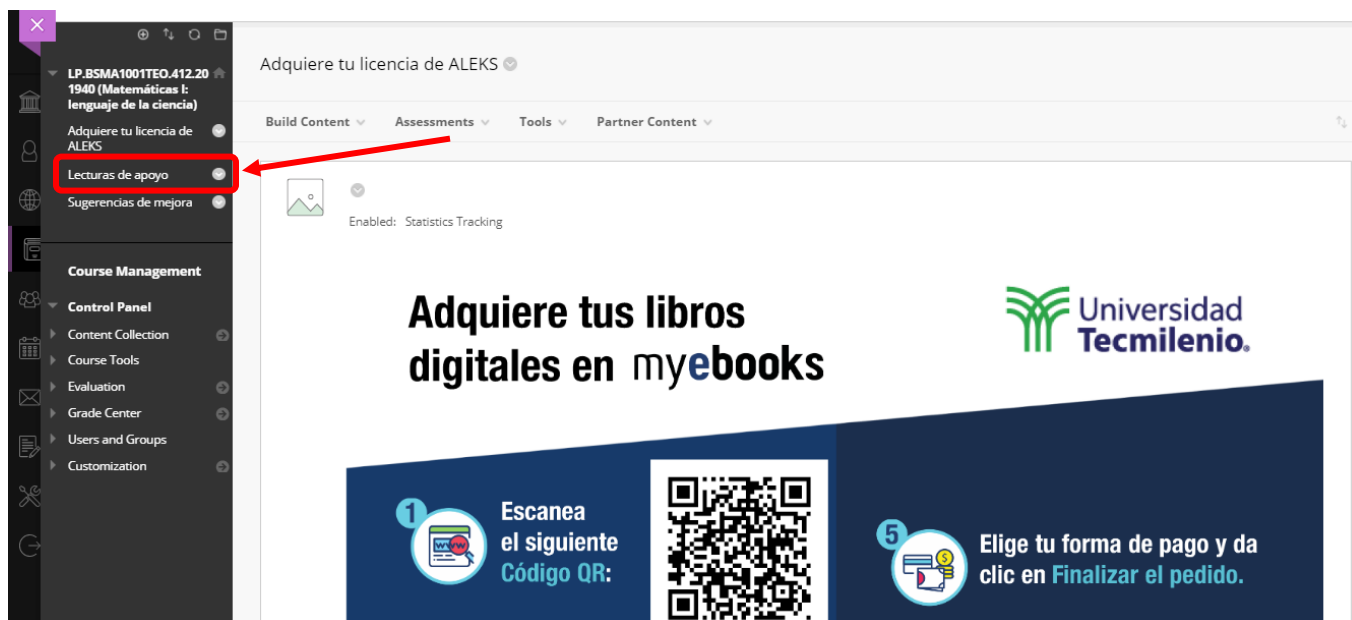 LP.BSMA1001TEO.412.20
1940 (Matemáticas I:
lenguaje de la ciencia)
Adquiere tu licencia de
ALEKS
Lecturas de apoyo
Sugerencias de mejora
Course Management
Control Panel
Content Collection
Course Tools
Evaluation
Grade Center
Users and Groups
Customization
Adquiere tu licencia de ALEKS
Build Content
Assessments
Tools
Partner Content
Enabled: Statistics Tracking
Adquiere tus libros
digitales en myebooks
Universidad
Tecmilenio.
1
www
Escanea
el siguiente
Código QR:
5
$
Elige tu forma de pago y da
clic en Finalizar el pedido.